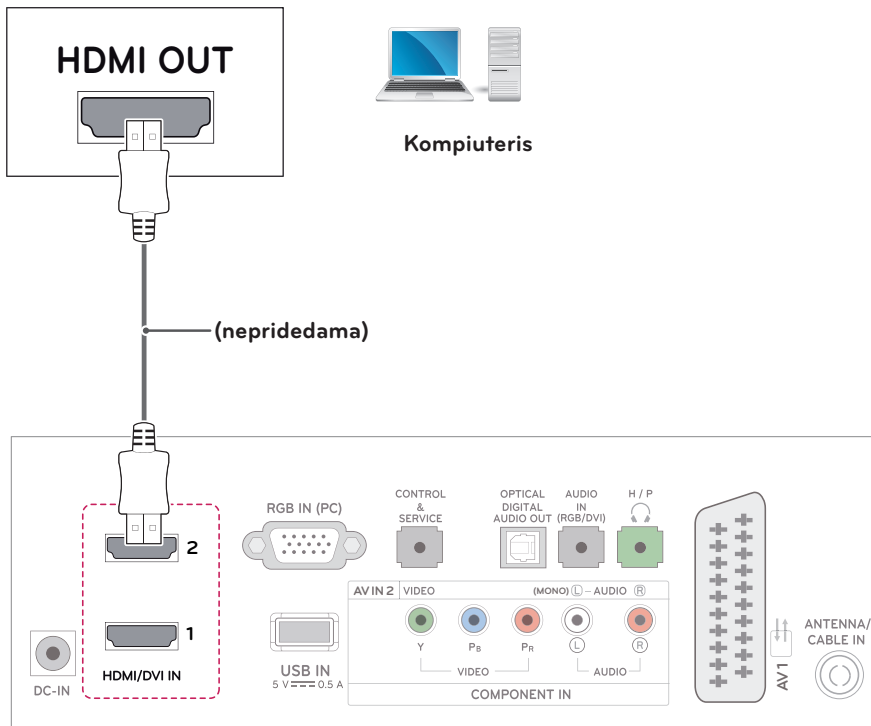 HDMI OUT
Kompiuteris
(nepridedama)
RGB IN (PC)
CONTROL
&
SERVICE
OPTICAL
DIGITAL
AUDIO OUT
AUDIO
IN
(RGB/DVI)
H / P
2
1
HDMI/DVI IN
DC-IN
USB IN
5 V 0.5 A
AV IN 2 VIDEO (MONO) L - AUDIO R
Y PB PR L R
VIDEO AUDIO
COMPONENT IN
AV 1
ANTENNA/
CABLE IN